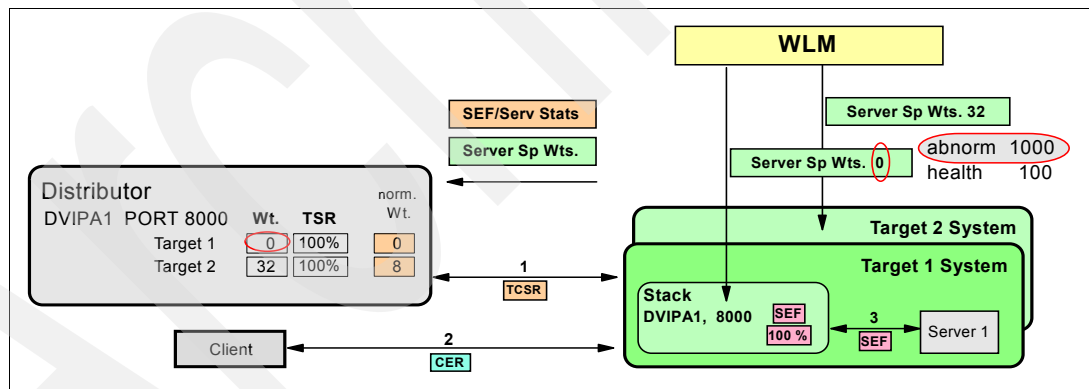 WLM
SEF/Serv Stats
Server Sp Wts. 32
Server Sp Wts.
Server Sp Wts. 0
abnorm 1000
health 100
Distributor
norm.
DVIPA1 PORT 8000 Wt. TSR Wt.
Target 1 0 100% 0
Target 2 32 100% 8
Target 2 System
Target 1 System
1
TCSR
Stack
DVIPA1, 8000 SEF
100 %
3
SEF
Server 1
Client
2
CER